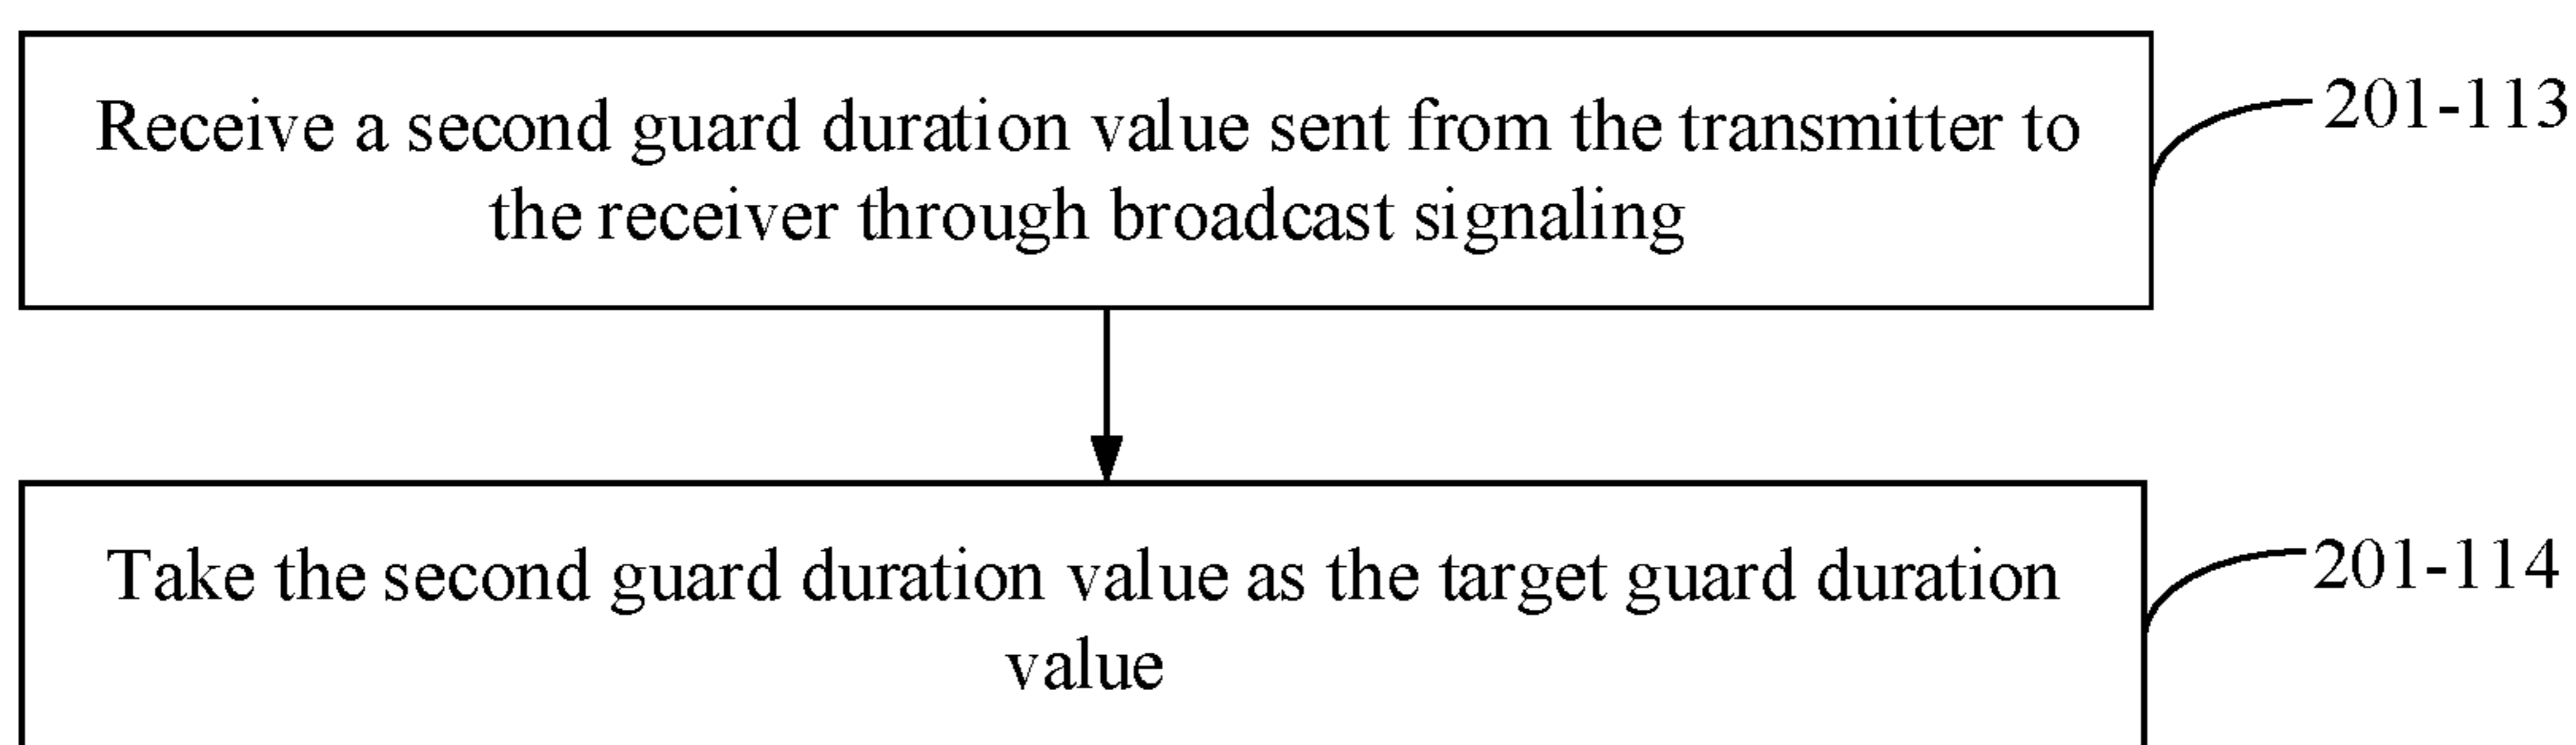 Receive a second guard duration value sent from the transmitter to
the receiver through broadcast signaling
201-113
Take the second guard duration value as the target guard duration
value
201-114